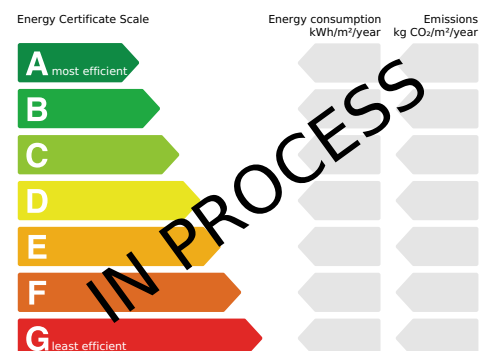 Energy Certificate Scale
Energy consumption
kWh/m²/year
Emissions
kg CO₂/m²/year
A most efficient
B
C
D
E
F
G least efficient
IN PROCESS